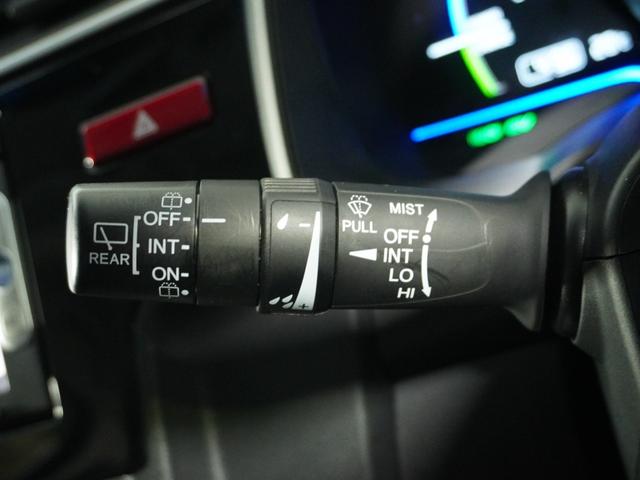 OFF
INT
REAR
ON
PULL
MIST
OFF
INT
LO
HI